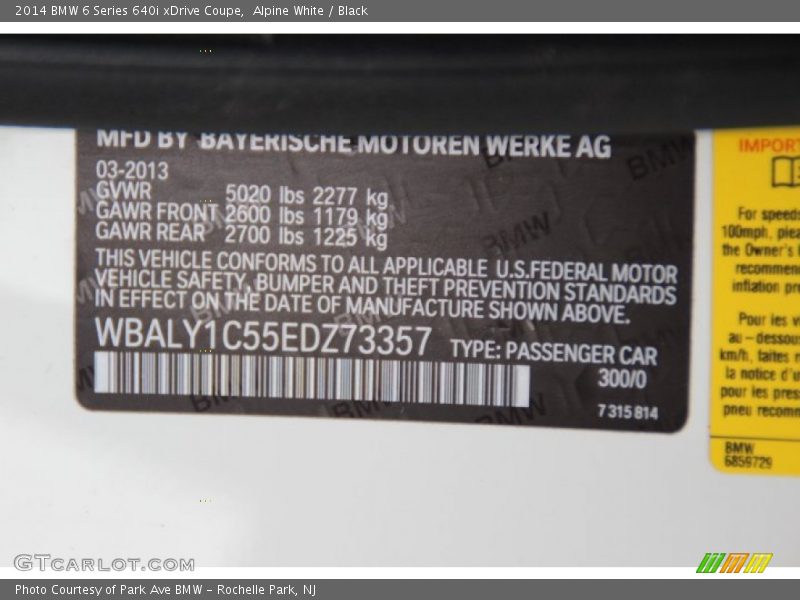 2014 BMW 6 Series 640i xDrive Coupe,  Alpine White / Black
MFD BY BAYERISCHE MOTOREN WERKE AG
03-2013
GVWR 5020 lbs 2277 kg
GAWR FRONT 2600 lbs 1179 kg
GAWR REAR 2700 lbs 1225 kg
THIS VEHICLE CONFORMS TO ALL APPLICABLE U.S.FEDERAL MOTOR
VEHICLE SAFETY, BUMPER AND THEFT PREVENTION STANDARDS
IN EFFECT ON THE DATE OF MANUFACTURE SHOWN ABOVE.
WBALY1C55EDZ73357 TYPE: PASSENGER CAR
300/0
7 315 814
IMPORT
For speeds
100mph, plea
the Owner's
recommen
inflation pre
Pour les v
au-dessou
km/h, faites
la notice d'u
pour les pres
pneu recomm
BMW
6859729
GTCARLOT.COM
Photo Courtesy of Park Ave BMW - Rochelle Park, NJ